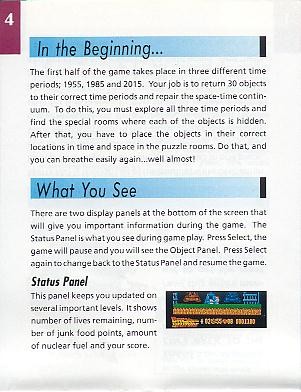 4
In the Beginning...
The first half of the game takes place in three different time
periods; 1955, 1985 and 2015. Your job is to return 30 objects
to their correct time periods and repair the space-time contin-
uum. To do this, you must explore all three time periods and
find the special rooms where each of the objects is hidden.
After that, you have to place the objects in their correct
locations in time and space in the puzzle rooms. Do that, and
you can breathe easily again...well almost!
What You See
There are two display panels at the bottom of the screen that
will give you important information during the game. The
Status Panel is what you see during game play. Press Select, the
game will pause and you will see the Object Panel. Press Select
again to change back to the Status Panel and resume the game.
Status Panel
This panel keeps you updated on
several important levels. It shows
number of lives remaining, num-
ber of junk food points, amount
of nuclear fuel and your score.